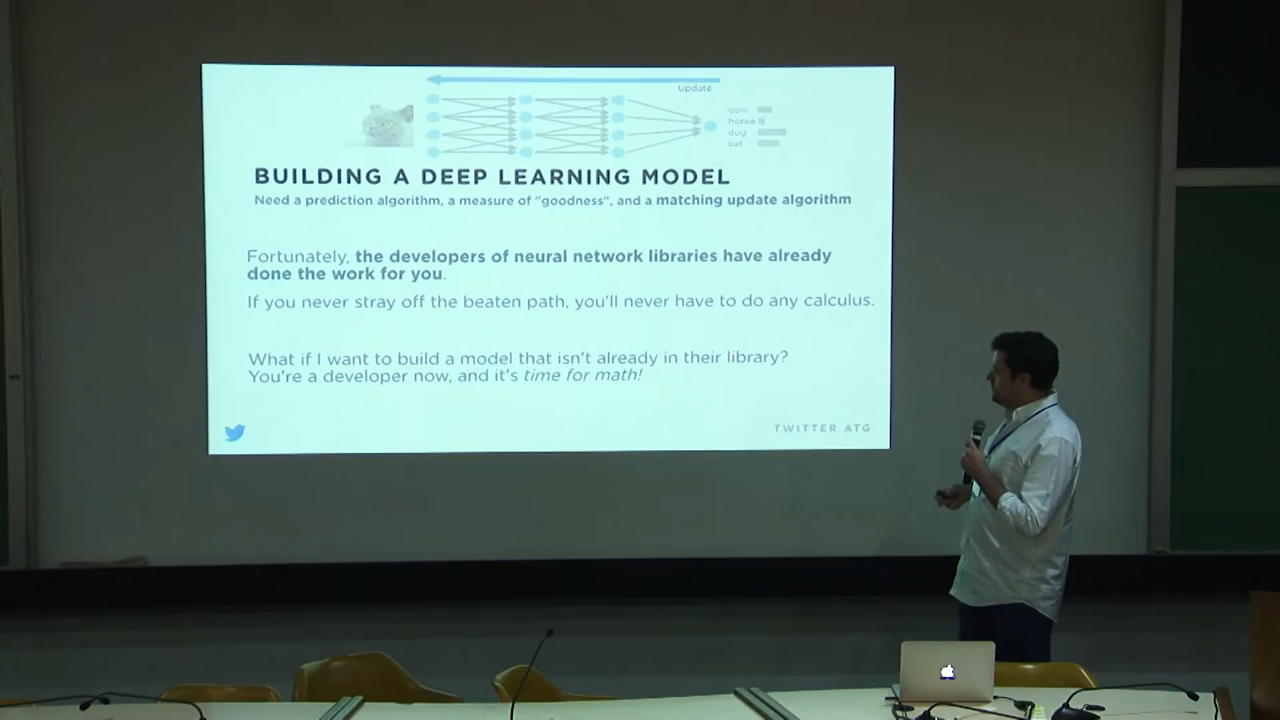 Update
cow
horse
dog
cat
BUILDING A DEEP LEARNING MODEL
Need a prediction algorithm, a measure of "goodness", and a matching update algorithm
Fortunately, the developers of neural network libraries have already
done the work for you.
If you never stray off the beaten path, you'll never have to do any calculus.
What if I want to build a model that isn't already in their library?
You're a developer now, and it's time for math!
TWITTER ATG